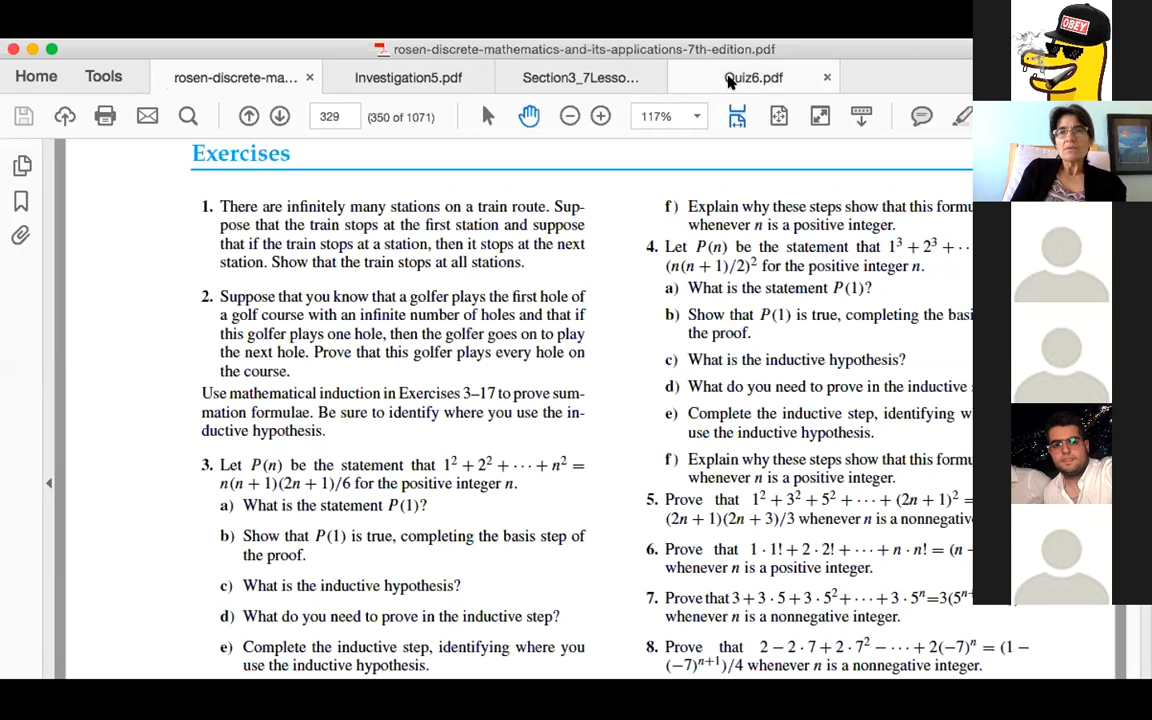 rosen-discrete-mathematics-and-its-applications-7th-edition.pdf
Home Tools rosen-discrete-ma... × Investigation5.pdf Section3_7Lesso... Quiz6.pdf ×
329 (350 of 1071) 117%
OBEY
Exercises
1. There are infinitely many stations on a train route. Sup-
pose that the train stops at the first station and suppose
that if the train stops at a station, then it stops at the next
station. Show that the train stops at all stations.
2. Suppose that you know that a golfer plays the first hole of
a golf course with an infinite number of holes and that if
this golfer plays one hole, then the golfer goes on to play
the next hole. Prove that this golfer plays every hole on
the course.
Use mathematical induction in Exercises 3–17 to prove sum-
mation formulae. Be sure to identify where you use the in-
ductive hypothesis.
3. Let P(n) be the statement that 1² + 2² + ··· + n² =
n(n + 1)(2n + 1)/6 for the positive integer n.
a) What is the statement P(1)?
b) Show that P(1) is true, completing the basis step of
the proof.
c) What is the inductive hypothesis?
d) What do you need to prove in the inductive step?
e) Complete the inductive step, identifying where you
use the inductive hypothesis.
f) Explain why these steps show that this formu
whenever n is a positive integer.
4. Let P(n) be the statement that 1³ + 2³ + ··
(n(n + 1)/2)² for the positive integer n.
a) What is the statement P(1)?
b) Show that P(1) is true, completing the basi
the proof.
c) What is the inductive hypothesis?
d) What do you need to prove in the inductive
e) Complete the inductive step, identifying w
use the inductive hypothesis.
f) Explain why these steps show that this formu
whenever n is a positive integer.
5. Prove that 1² + 3² + 5² + ··· + (2n + 1)² =
(2n + 1)(2n + 3)/3 whenever n is a nonnegativ
6. Prove that 1 · 1! + 2 · 2! + ··· + n · n! = (n
whenever n is a positive integer.
7. Prove that 3 + 3 · 5 + 3 · 5² + ··· + 3 · 5ⁿ = 3(5ⁿ
whenever n is a nonnegative integer.
8. Prove that 2 − 2 · 7 + 2 · 7² − ··· + 2(−7)ⁿ = (1 −
(−7)ⁿ⁺¹)/4 whenever n is a nonnegative integer.